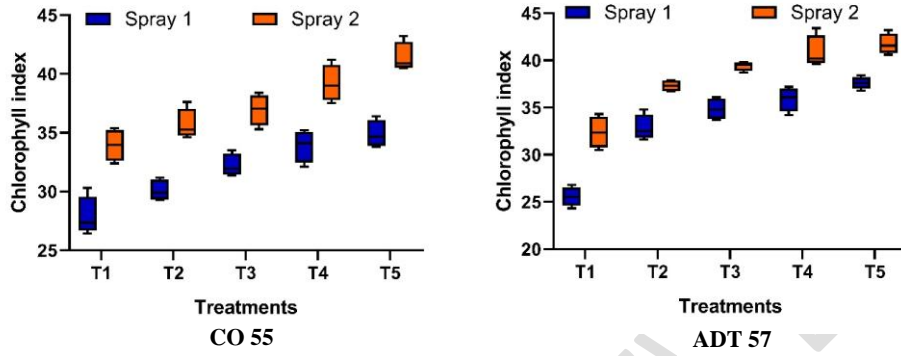 Spray 1 Spray 2
Chlorophyll index
45
40
35
30
25
T1 T2 T3 T4 T5
Treatments
CO 55
Spray 1 Spray 2
Chlorophyll index
45
40
35
30
25
20
T1 T2 T3 T4 T5
Treatments
ADT 57